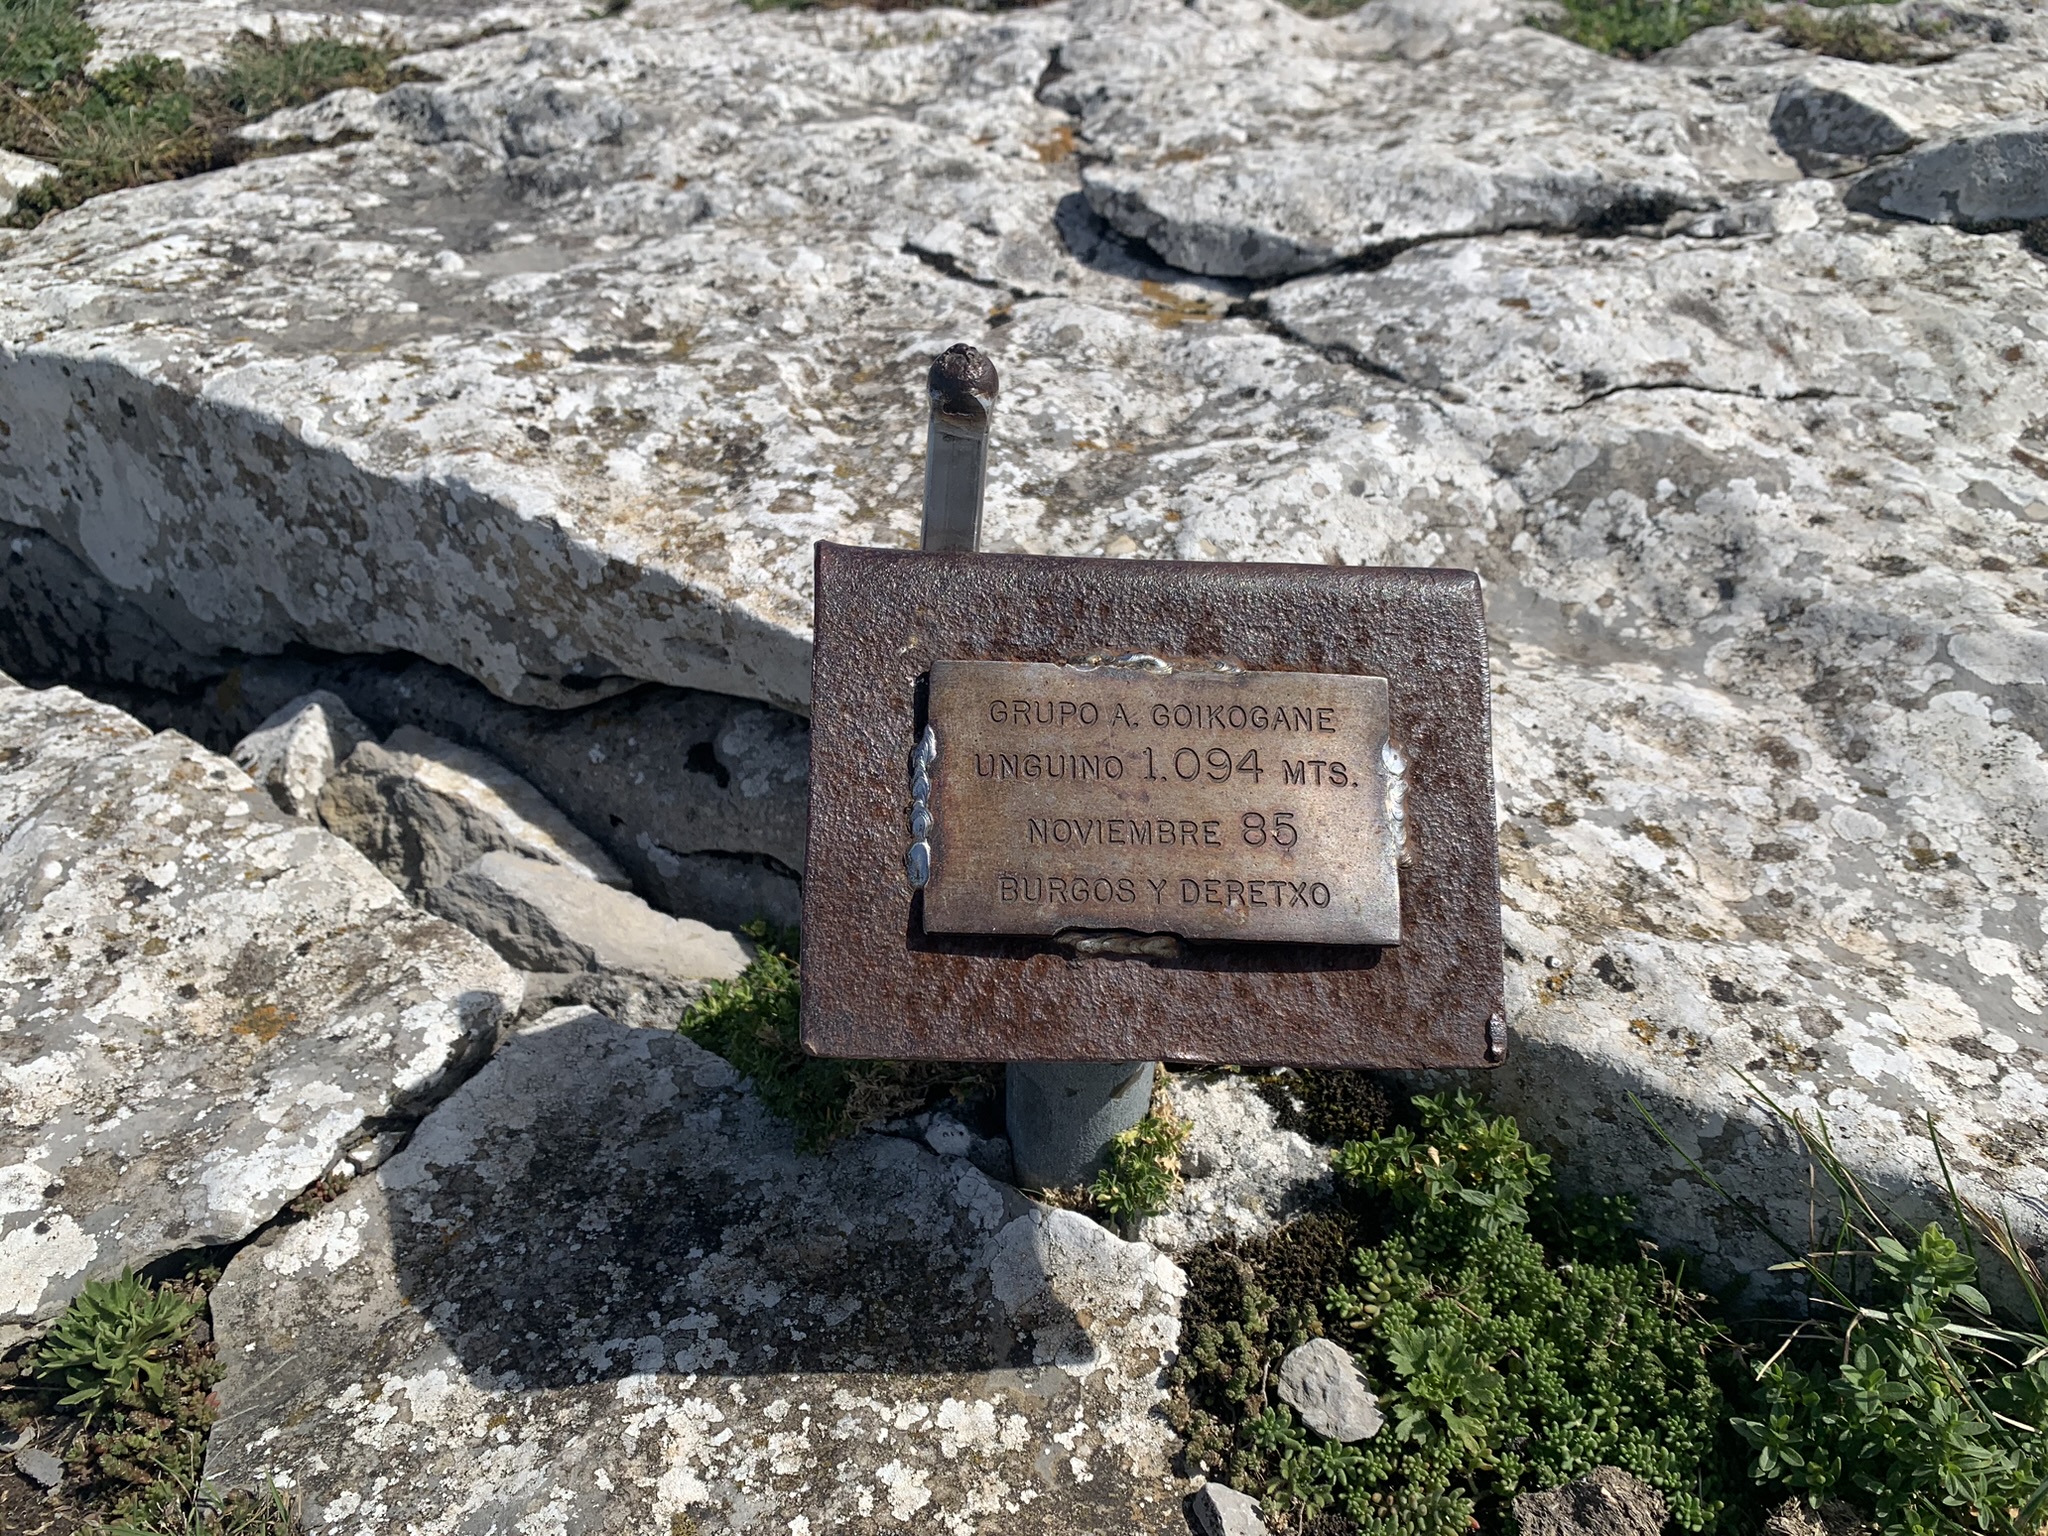 GRUPO A. GOIKOGANE
UNGUINO 1.094 MTS.
NOVIEMBRE 85
BURGOS Y DERETXO